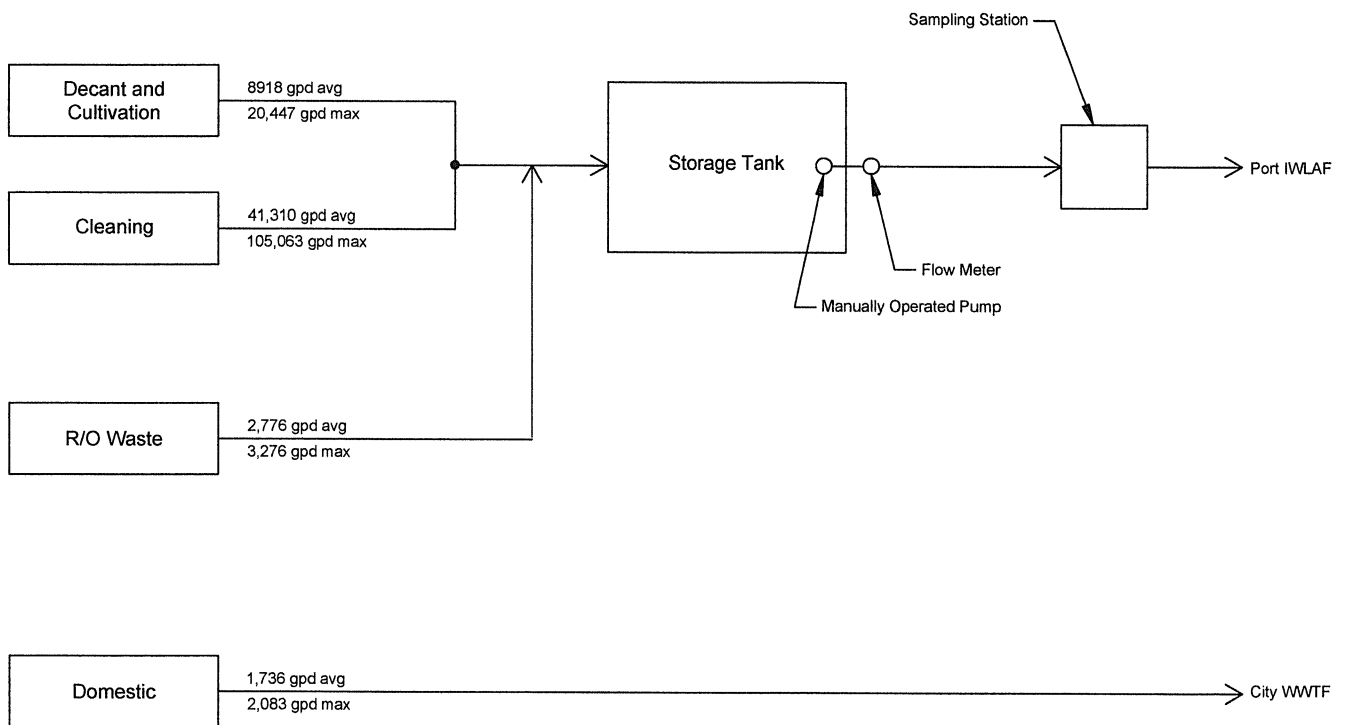 Sampling Station
Decant and
Cultivation
8918 gpd avg
20,447 gpd max
Storage Tank
Port IWLAF
Cleaning
41,310 gpd avg
105,063 gpd max
Flow Meter
Manually Operated Pump
R/O Waste
2,776 gpd avg
3,276 gpd max
Domestic
1,736 gpd avg
2,083 gpd max
City WWTF